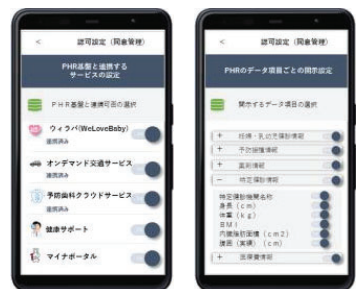 < 認可設定（同意管理）
PHR基盤と連携する
サービスの設定
PHR基盤と連携可否の選択
ウィラバ(WeLoveBaby)
連携済み
オンデマンド交通サービス
連携済み
予防歯科クラウドサービス
連携済み
健康サポート
マイナポータル
< 認可設定（同意管理）
PHRのデータ項目ごとの開示設定
開示するデータ項目の選択
+ 妊婦・乳幼児健診情報
+ 予防接種情報
+ 薬剤情報
− 特定健診情報
特定健診機関名称
身長（cm）
体重（kg）
BMI
内臓脂肪面積（cm2）
腹囲（実測）（cm）
+ 医療費情報